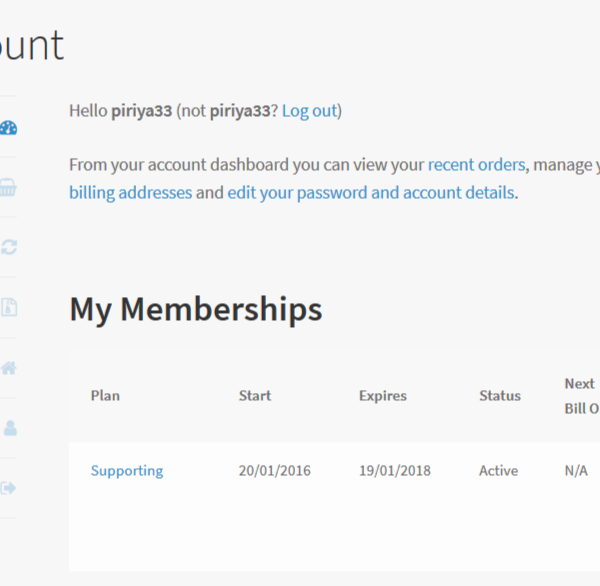 ount
Hello piriya33 (not piriya33? Log out)
From your account dashboard you can view your recent orders, manage
billing addresses and edit your password and account details.
My Memberships
Plan Start Expires Status Next
Bill O
Supporting 20/01/2016 19/01/2018 Active N/A